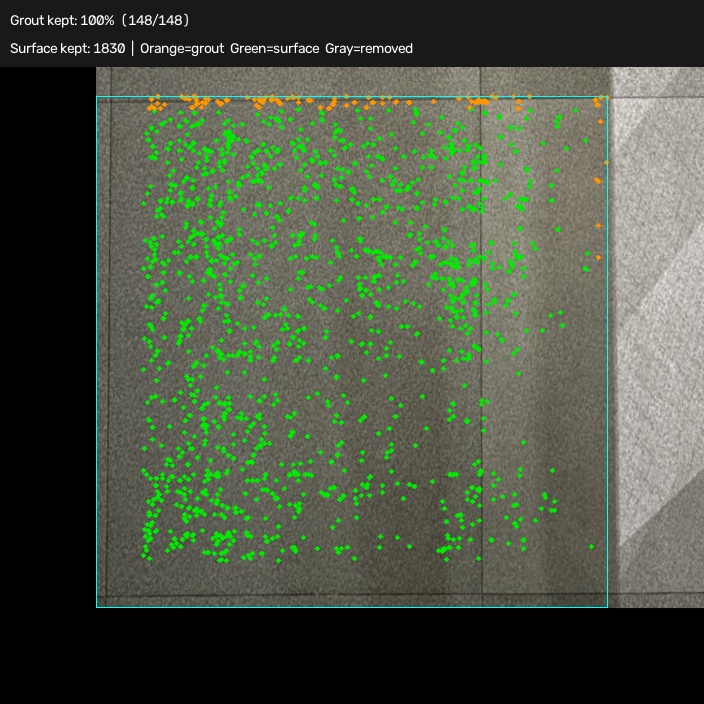 Grout kept: 100%  (148/148)
Surface kept: 1830 | Orange=grout  Green=surface  Gray=removed